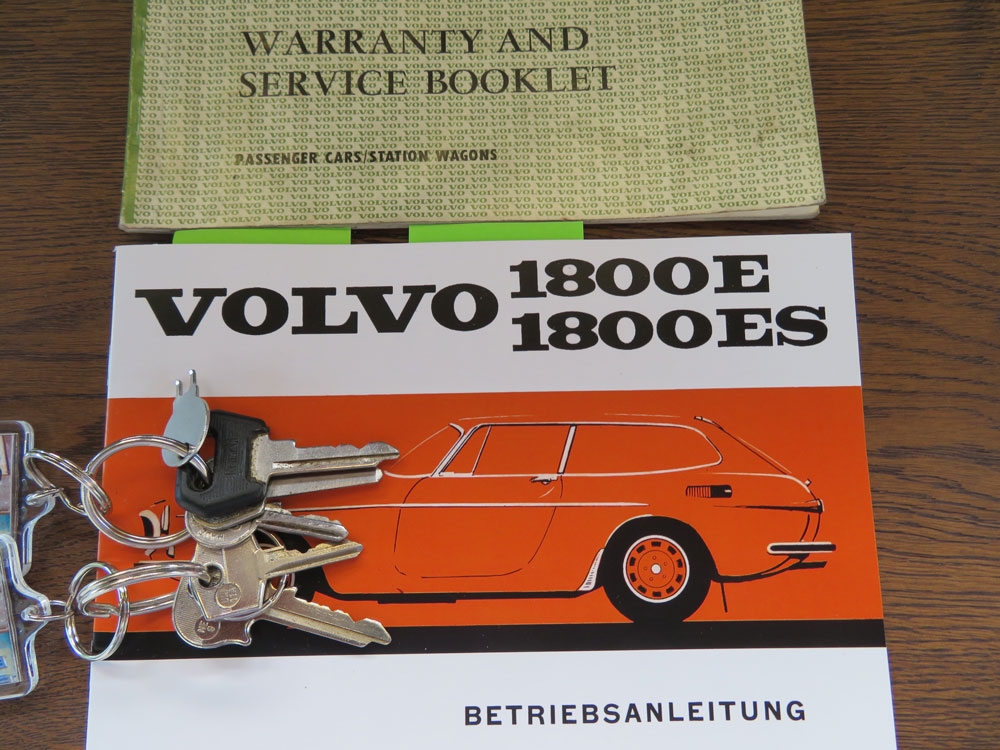 WARRANTY AND
SERVICE BOOKLET
PASSENGER CARS/STATION WAGONS
VOLVO 1800E
1800ES
BETRIEBSANLEITUNG